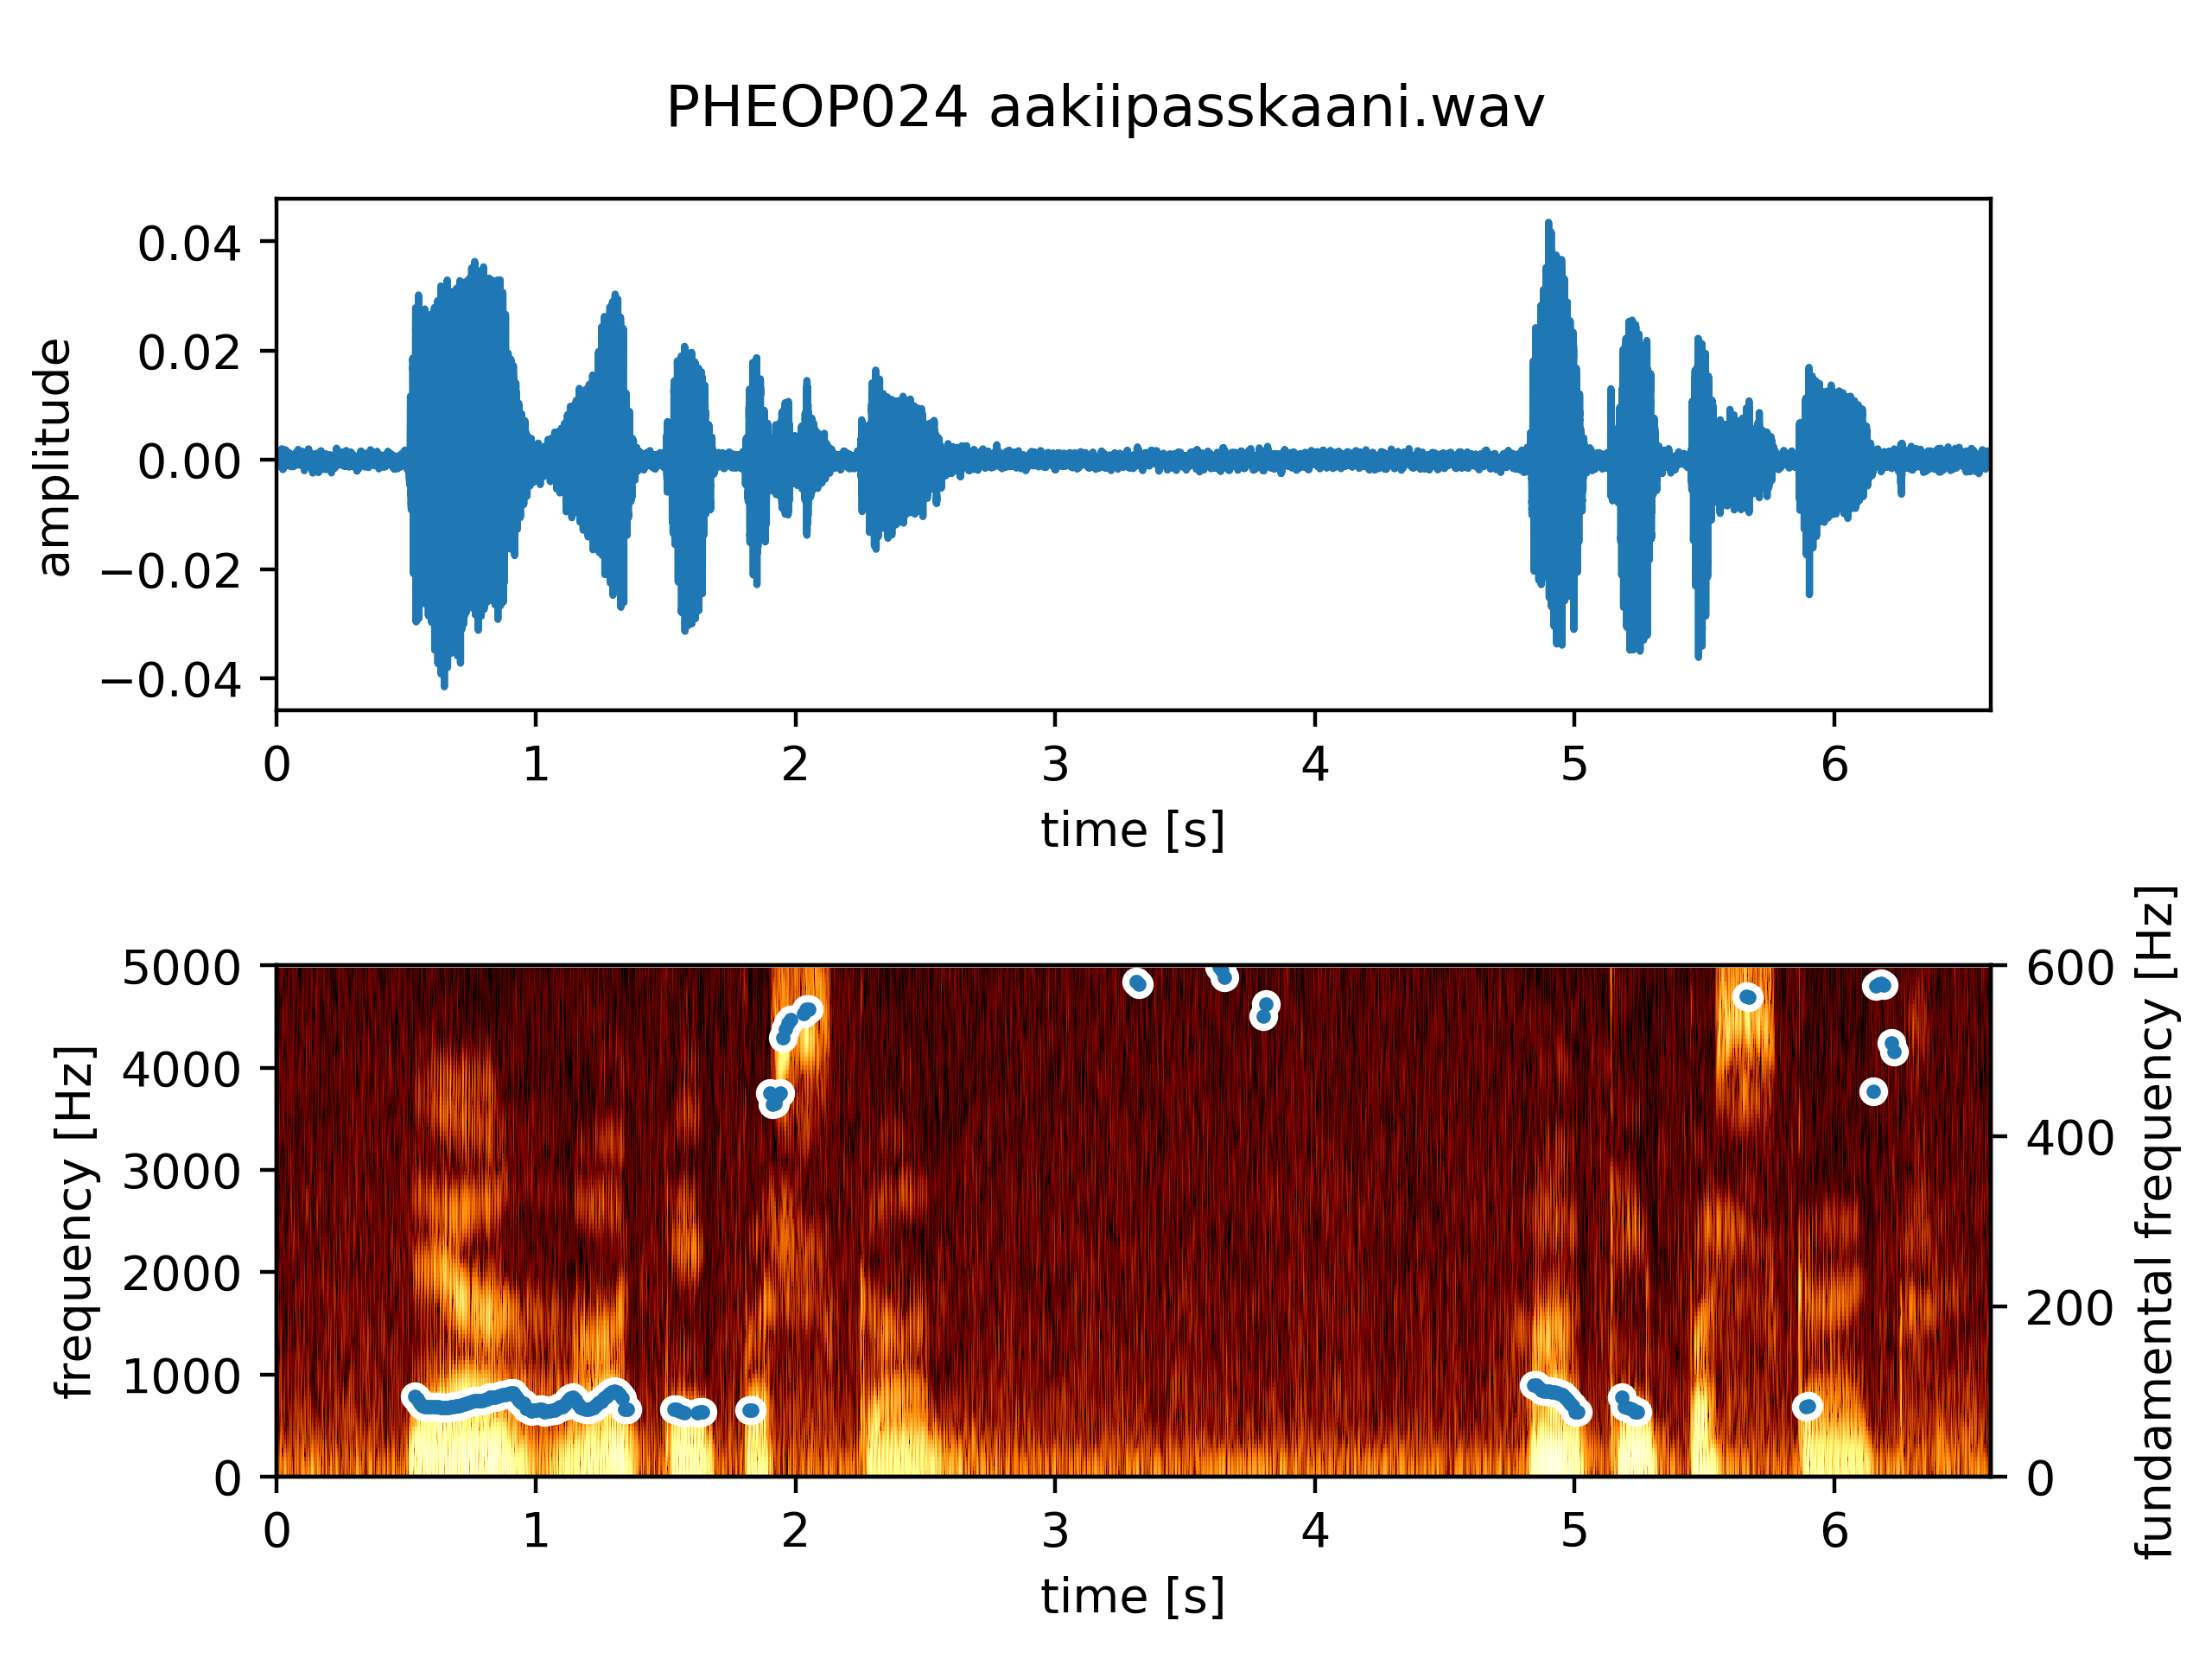 PHEOP024 aakiipasskaani.wav
amplitude
0.04
0.02
0.00
−0.02
−0.04
0 1 2 3 4 5 6
time [s]
frequency [Hz]
5000
4000
3000
2000
1000
0
600
400
200
0
fundamental frequency [Hz]
0 1 2 3 4 5 6
time [s]